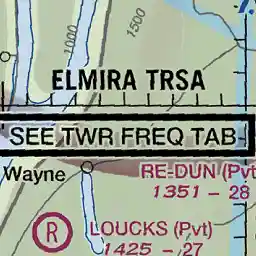 1000
1500
ELMIRA TRSA
SEE TWR FREQ TAB
Wayne
RE-DUN (Pvt
1351 - 28
R
LOUCKS (Pvt)
1425 - 27